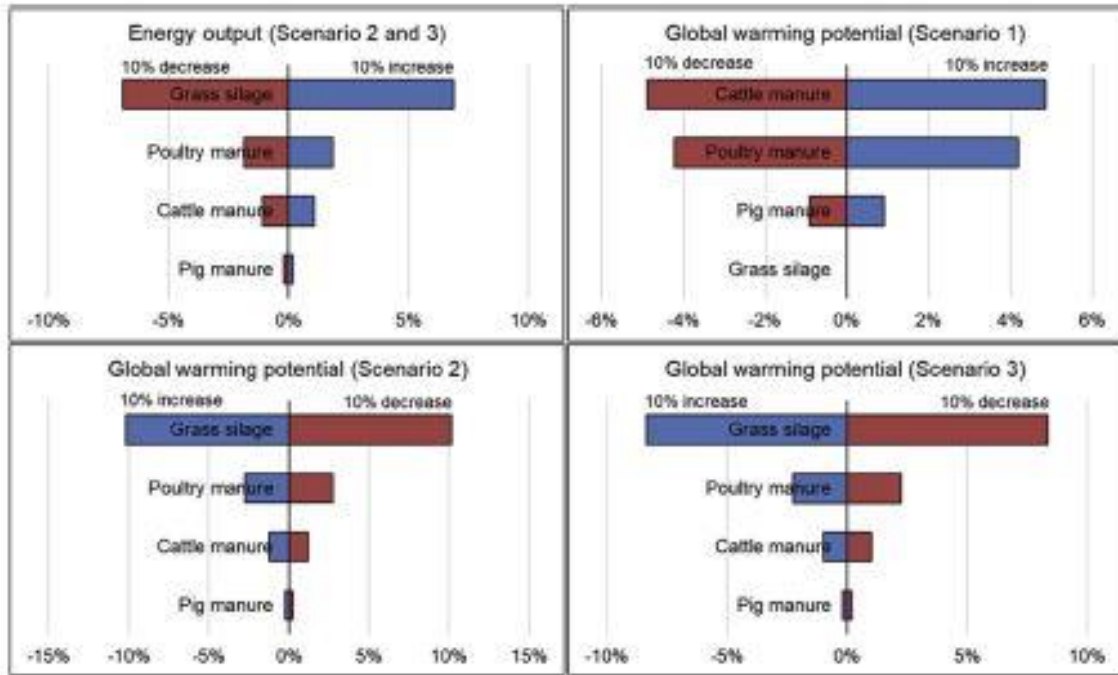 Energy output (Scenario 2 and 3)
10% decrease 10% increase
Grass silage
Poultry manure
Cattle manure
Pig manure
-10% -5% 0% 5% 10%
Global warming potential (Scenario 1)
10% decrease 10% increase
Cattle manure
Poultry manure
Pig manure
Grass silage
-6% -4% -2% 0% 2% 4% 6%
Global warming potential (Scenario 2)
10% increase 10% decrease
Grass silage
Poultry manure
Cattle manure
Pig manure
-15% -10% -5% 0% 5% 10% 15%
Global warming potential (Scenario 3)
10% increase 10% decrease
Grass silage
Poultry manure
Cattle manure
Pig manure
-10% -5% 0% 5% 10%